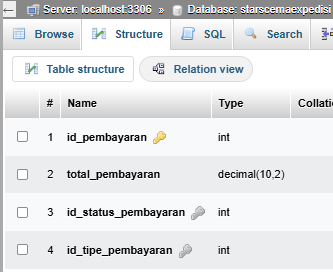 Server: localhost:3306 » Database: starscemaexpedisi
Browse Structure SQL Search
Table structure Relation view
# Name Type Collati
1 id_pembayaran int
2 total_pembayaran decimal(10,2)
3 id_status_pembayaran int
4 id_tipe_pembayaran int